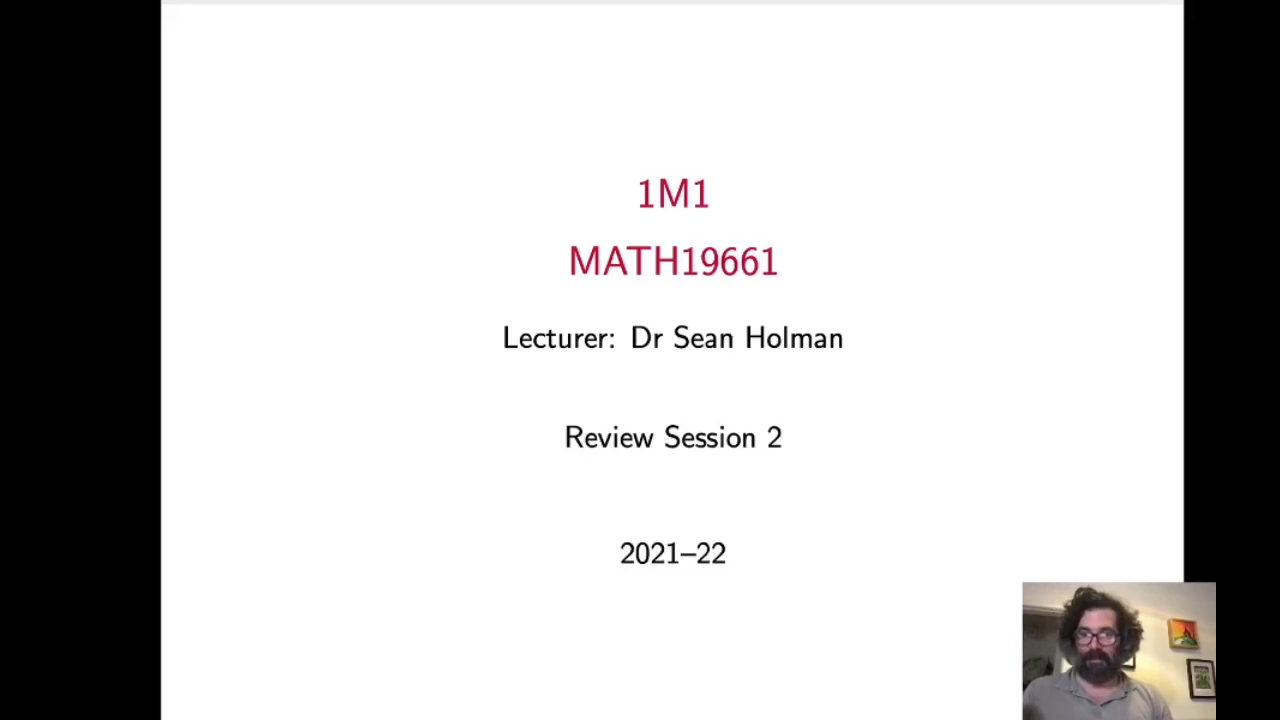 1M1
MATH19661
Lecturer: Dr Sean Holman
Review Session 2
2021–22